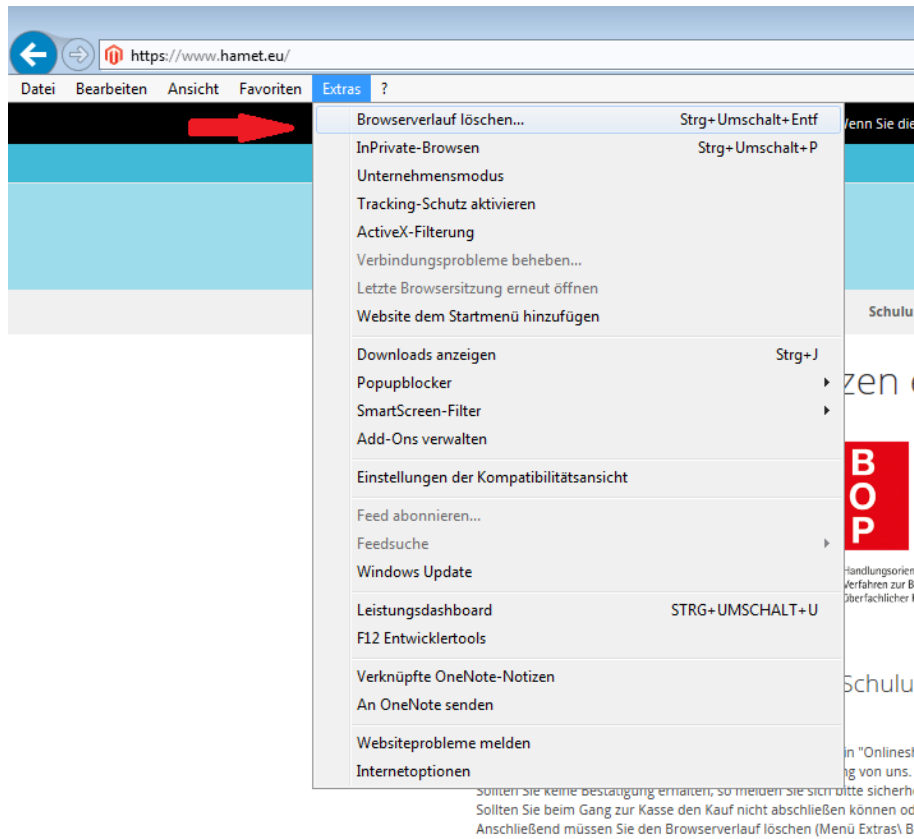 https://www.hamet.eu/
Datei Bearbeiten Ansicht Favoriten Extras ?
Browserverlauf löschen... Strg+Umschalt+Entf
Sie die
InPrivate-Browsen Strg+Umschalt+P
Unternehmensmodus
Tracking-Schutz aktivieren
ActiveX-Filterung
Verbindungsprobleme beheben...
Letzte Browsersitzung erneut öffnen
Website dem Startmenü hinzufügen
Schulu
Downloads anzeigen Strg+J
Popupblocker
zen
SmartScreen-Filter
Add-Ons verwalten
BOP
Einstellungen der Kompatibilitätsansicht
Feed abonnieren...
Feedsuche
Windows Update
Handlungsorien
Verfahren zur B
überfachlicher
Leistungsdashboard STRG+UMSCHALT+U
F12 Entwicklertools
Verknüpfte OneNote-Notizen
Schulu
An OneNote senden
Websiteprobleme melden
in "Onlinesh
Internetoptionen
von uns.
Sollten Sie keine Bestätigung erhalten, so melden Sie sich bitte sicherh
Sollten Sie beim Gang zur Kasse den Kauf nicht abschließen können od
Anschließend müssen Sie den Browserverlauf löschen (Menü Extras\ B